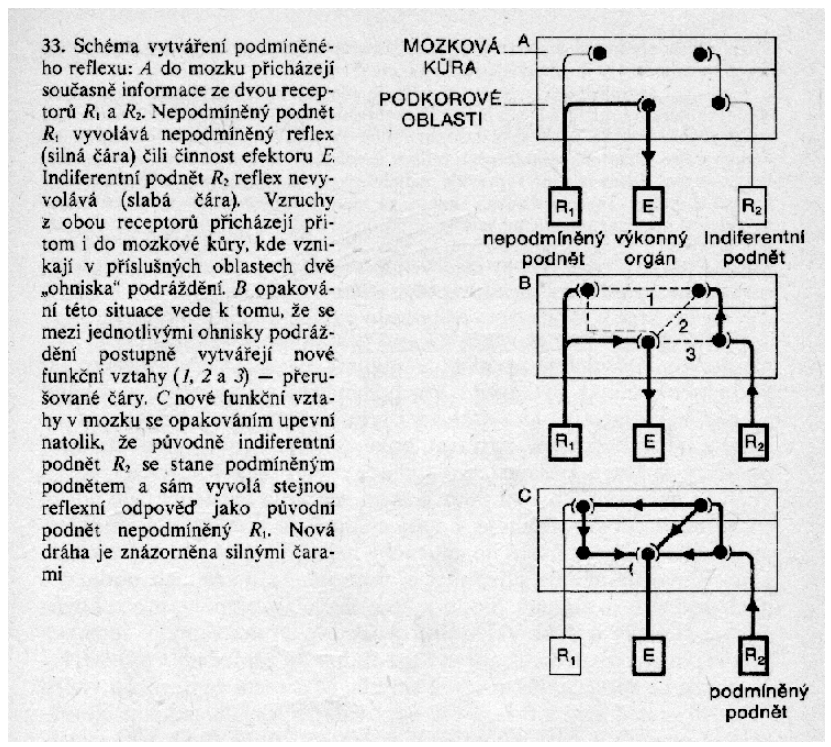 33. Schéma vytváření podmíněné-
ho reflexu: A do mozku přicházejí
současně informace ze dvou recep-
torů R₁ a R₂. Nepodmíněný podnět
R₁ vyvolává nepodmíněný reflex
(silná čára) čili činnost efektoru E.
Indiferentní podnět R₂ reflex nevy-
volává (slabá čára). Vzruchy
z obou receptorů přicházejí při-
tom i do mozkové kůry, kde vzni-
kají v příslušných oblastech dvě
„ohniska“ podráždění. B opaková-
ní této situace vede k tomu, že se
mezi jednotlivými ohnisky podráž-
dění postupně vytvářejí nové
funkční vztahy (1, 2 a 3) — přeru-
šované čáry. C nové funkční vzta-
hy v mozku se opakováním upevní
natolik, že původně indiferentní
podnět R₂ se stane podmíněným
podnětem a sám vyvolá stejnou
reflexní odpověď jako původní
podnět nepodmíněný R₁. Nová
dráha je znázorněna silnými čara-
mi
A
MOZKOVÁ
KŮRA
PODKOROVÉ
OBLASTI
R₁ E R₂
nepodmíněný výkonný Indiferentní
podnět orgán podnět
B
1
2
3
R₁ E R₂
C
R₁ E R₂
podmíněný
podnět